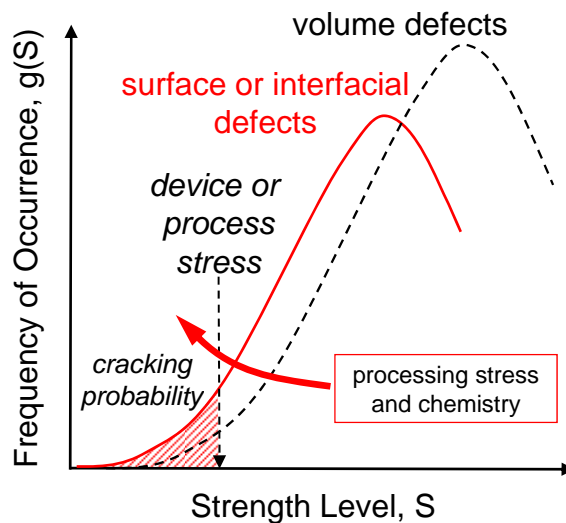 volume defects
surface or interfacial
defects
device or
process
stress
cracking
probability
processing stress
and chemistry
Frequency of Occurrence, g(S)
Strength Level, S